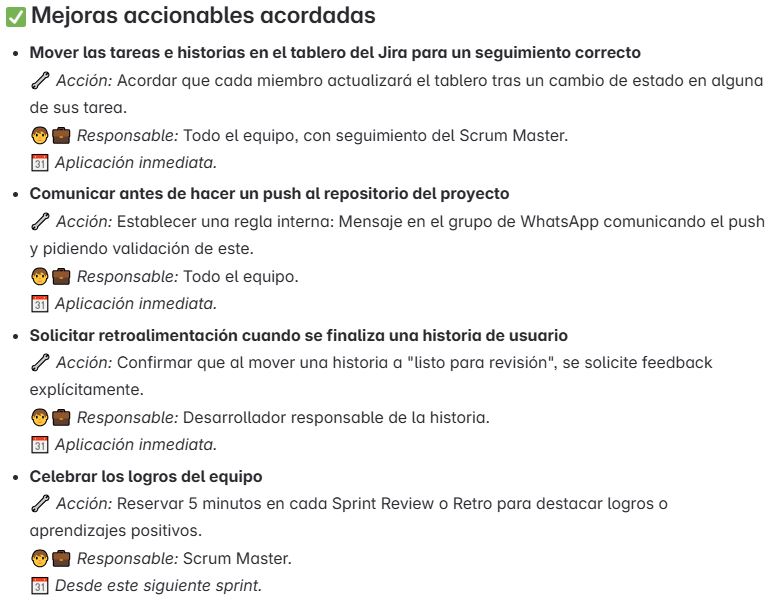 ✅ Mejoras accionables acordadas
• Mover las tareas e historias en el tablero del Jira para un seguimiento correcto
Acción: Acordar que cada miembro actualizará el tablero tras un cambio de estado en alguna
de sus tarea.
Responsable: Todo el equipo, con seguimiento del Scrum Master.
Aplicación inmediata.
• Comunicar antes de hacer un push al repositorio del proyecto
Acción: Establecer una regla interna: Mensaje en el grupo de WhatsApp comunicando el push
y pidiendo validación de este.
Responsable: Todo el equipo.
Aplicación inmediata.
• Solicitar retroalimentación cuando se finaliza una historia de usuario
Acción: Confirmar que al mover una historia a "listo para revisión", se solicite feedback
explícitamente.
Responsable: Desarrollador responsable de la historia.
Aplicación inmediata.
• Celebrar los logros del equipo
Acción: Reservar 5 minutos en cada Sprint Review o Retro para destacar logros o
aprendizajes positivos.
Responsable: Scrum Master.
Desde este siguiente sprint.